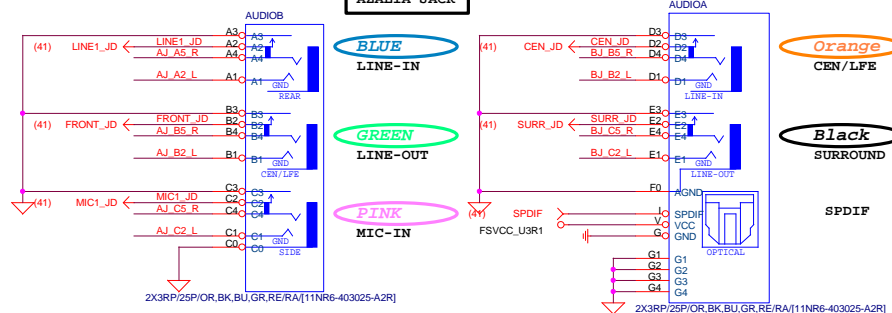 AZALIA JACK
AUDIOB
A3 A3
(41) LINE1_JD LINE1_JD A2 A2
AJ_A5_R A4 A4
AJ_A2_L A1 A1
GND
REAR
BLUE
LINE-IN
B3 B3
(41) FRONT_JD FRONT_JD B2 B2
AJ_B5_R B4 B4
AJ_B2_L B1 B1
GND
CEN/LFE
GREEN
LINE-OUT
C3 C3
(41) MIC1_JD MIC1_JD C2 C2
AJ_C5_R C4 C4
AJ_C2_L C1 C1
C0 C0
GND
SIDE
PINK
MIC-IN
2X3RP/25P/OR,BK,BU,GR,RE/RA/[11NR6-403025-A2R]
AUDIOA
D3 D3
(41) CEN_JD CEN_JD D2 D2
BJ_B5_R D4 D4
BJ_B2_L D1 D1
GND
LINE-IN
Orange
CEN/LFE
E3 E3
(41) SURR_JD SURR_JD E2 E2
BJ_C5_R E4 E4
BJ_C2_L E1 E1
GND
LINE-OUT
Black
SURROUND
F0 AGND
(41) SPDIF I SPDIF
FSVCC_U3R1 V VCC
G GND
OPTICAL
SPDIF
G1 G1
G2 G2
G3 G3
G4 G4
2X3RP/25P/OR,BK,BU,GR,RE/RA/[11NR6-403025-A2R]